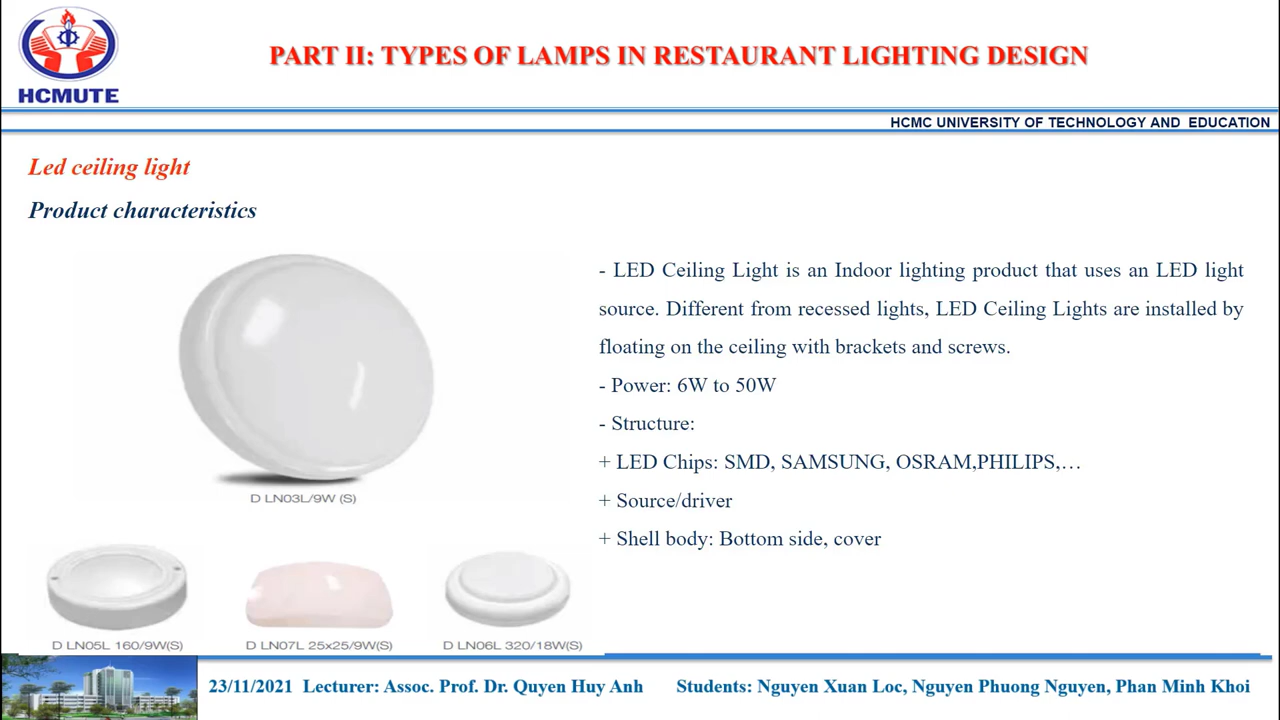 HCMUTE
PART II: TYPES OF LAMPS IN RESTAURANT LIGHTING DESIGN
HCMC UNIVERSITY OF TECHNOLOGY AND EDUCATION
Led ceiling light
Product characteristics
- LED Ceiling Light is an Indoor lighting product that uses an LED light
source. Different from recessed lights, LED Ceiling Lights are installed by
floating on the ceiling with brackets and screws.
- Power: 6W to 50W
- Structure:
+ LED Chips: SMD, SAMSUNG, OSRAM,PHILIPS,…
+ Source/driver
+ Shell body: Bottom side, cover
D LN03L/9W (S)
D LN05L 160/9W(S)
D LN07L 25x25/9W(S)
D LN06L 320/18W(S)
23/11/2021 Lecturer: Assoc. Prof. Dr. Quyen Huy Anh
Students: Nguyen Xuan Loc, Nguyen Phuong Nguyen, Phan Minh Khoi